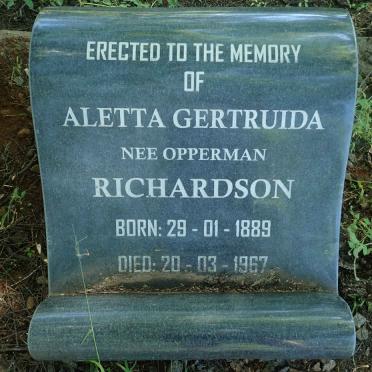 ERECTED TO THE MEMORY
OF
ALETTA GERTRUIDA
NEE OPPERMAN
RICHARDSON
BORN: 29 - 01 - 1889
DIED: 20 - 03 - 1967